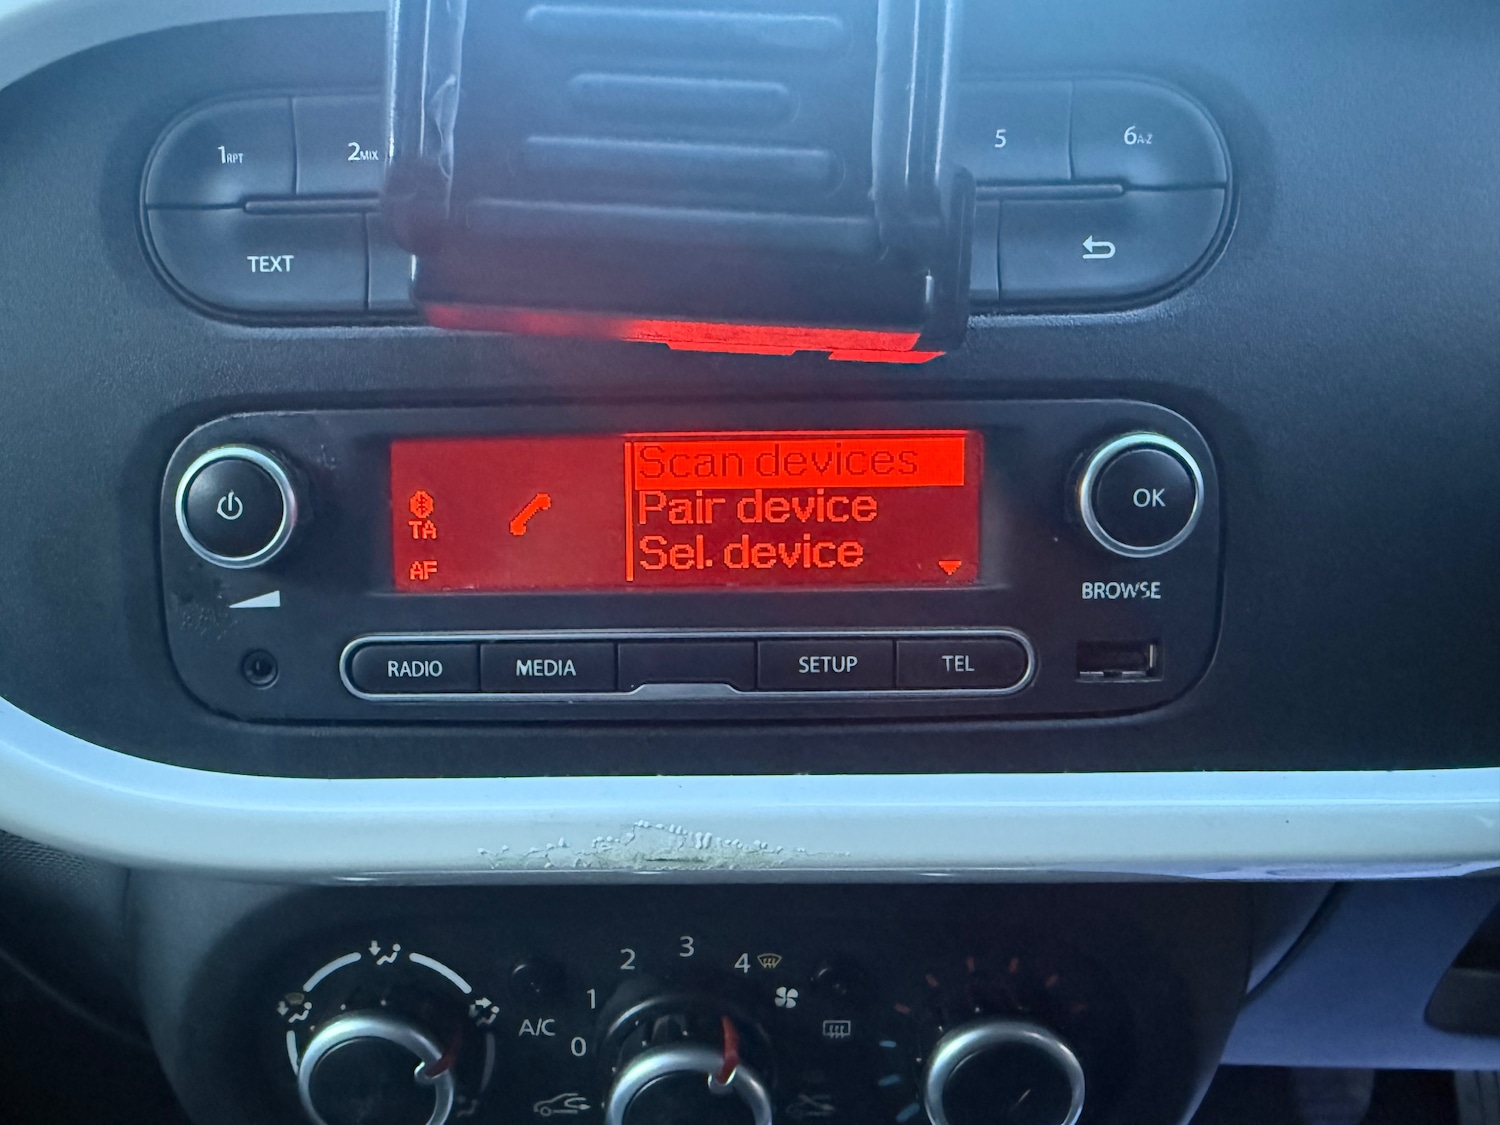 1RPT
2MIX
5
6A-Z
TEXT
Scan devices
Pair device
Sel. device
TA
AF
OK
BROWSE
RADIO
MEDIA
SETUP
TEL
0
1
2
3
4
A/C